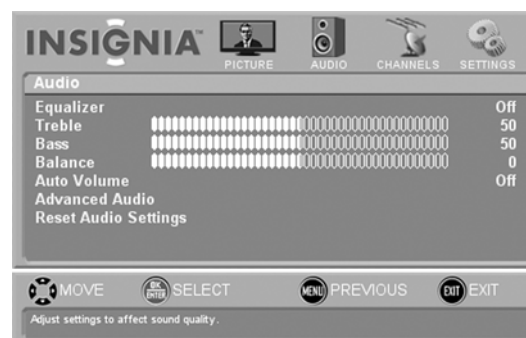 INSIGNIA™
PICTURE AUDIO CHANNELS SETTINGS
Audio
Equalizer Off
Treble 50
Bass 50
Balance 0
Auto Volume Off
Advanced Audio
Reset Audio Settings
MOVE OK ENTER SELECT MENU PREVIOUS EXIT EXIT
Adjust settings to affect sound quality.